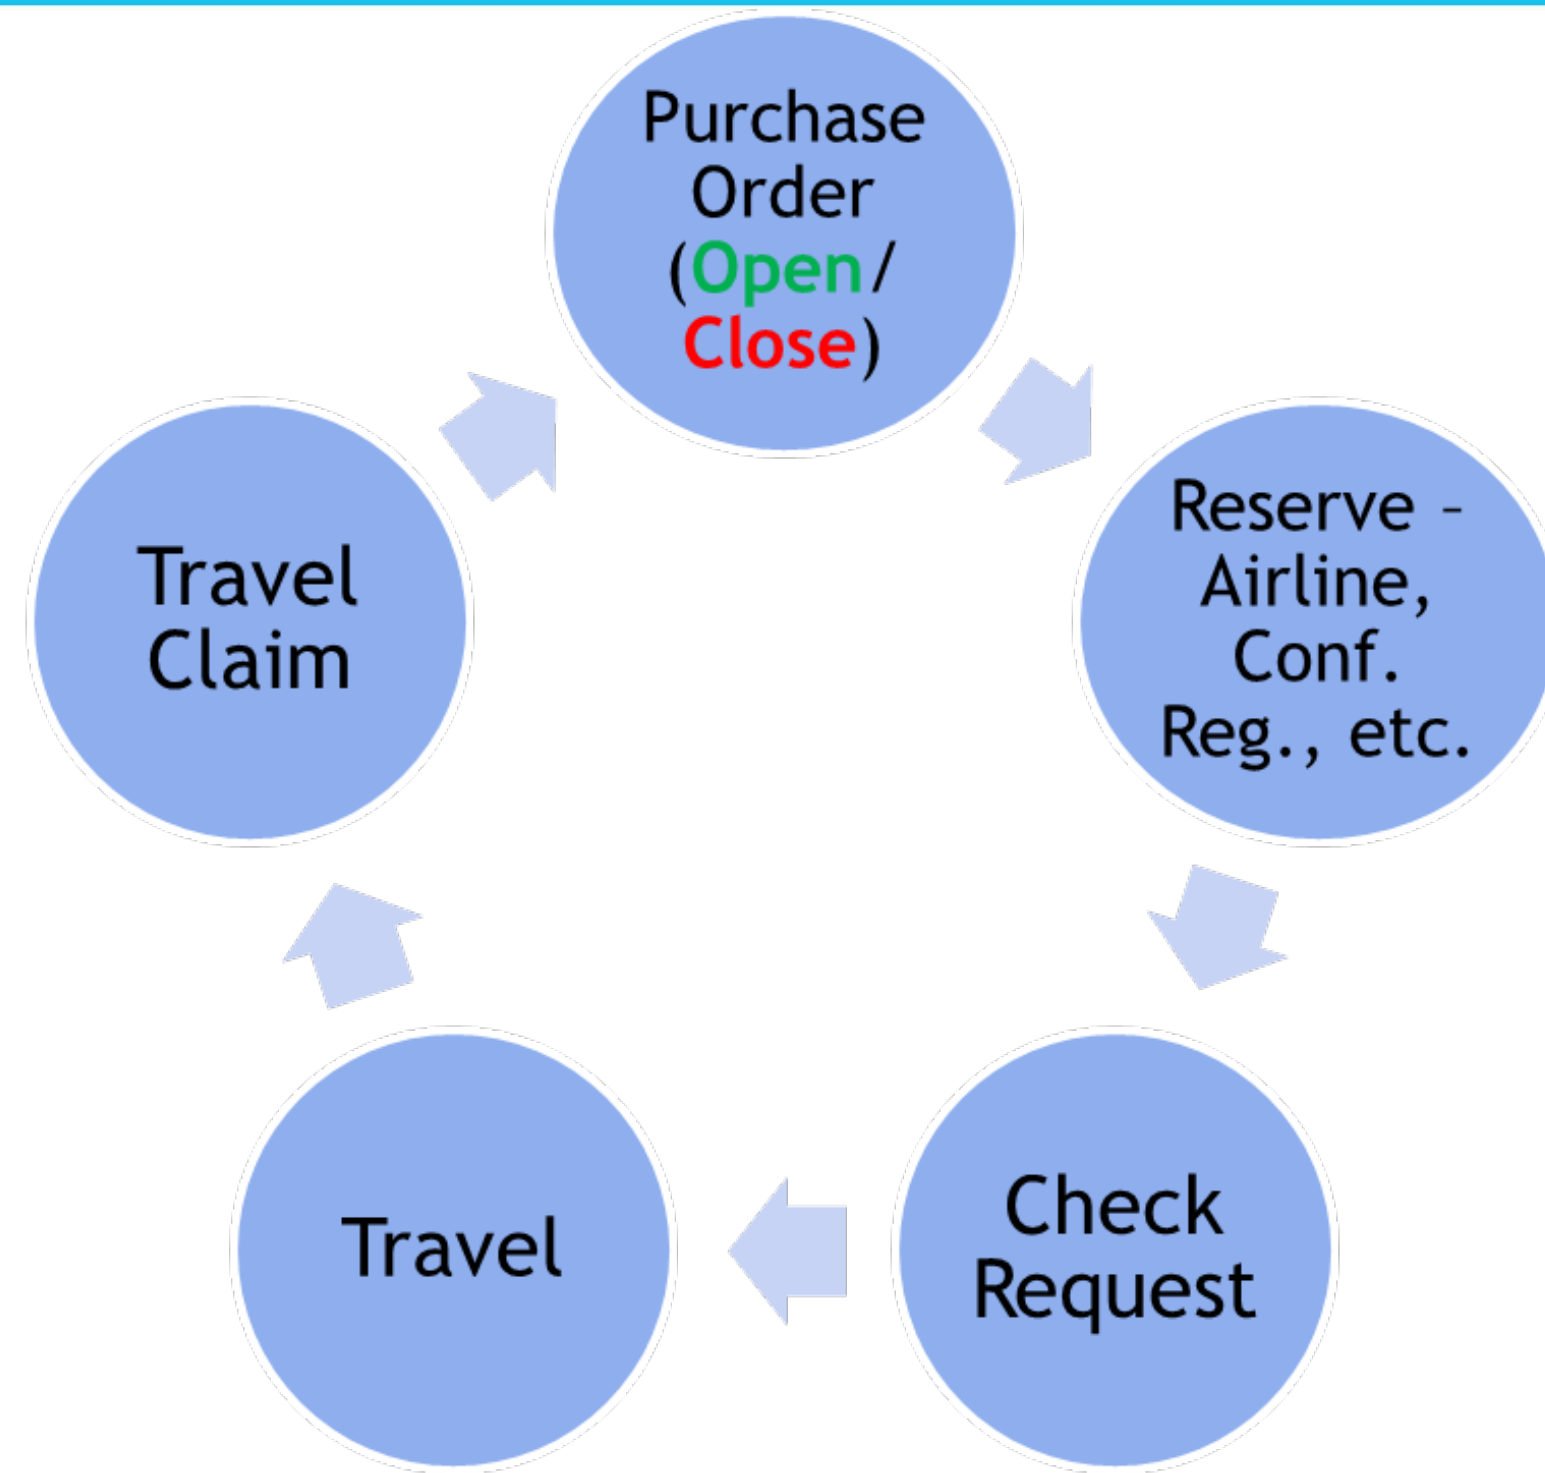 Purchase
Order
(Open/
Close)
Reserve –
Airline,
Conf.
Reg., etc.
Check
Request
Travel
Travel
Claim